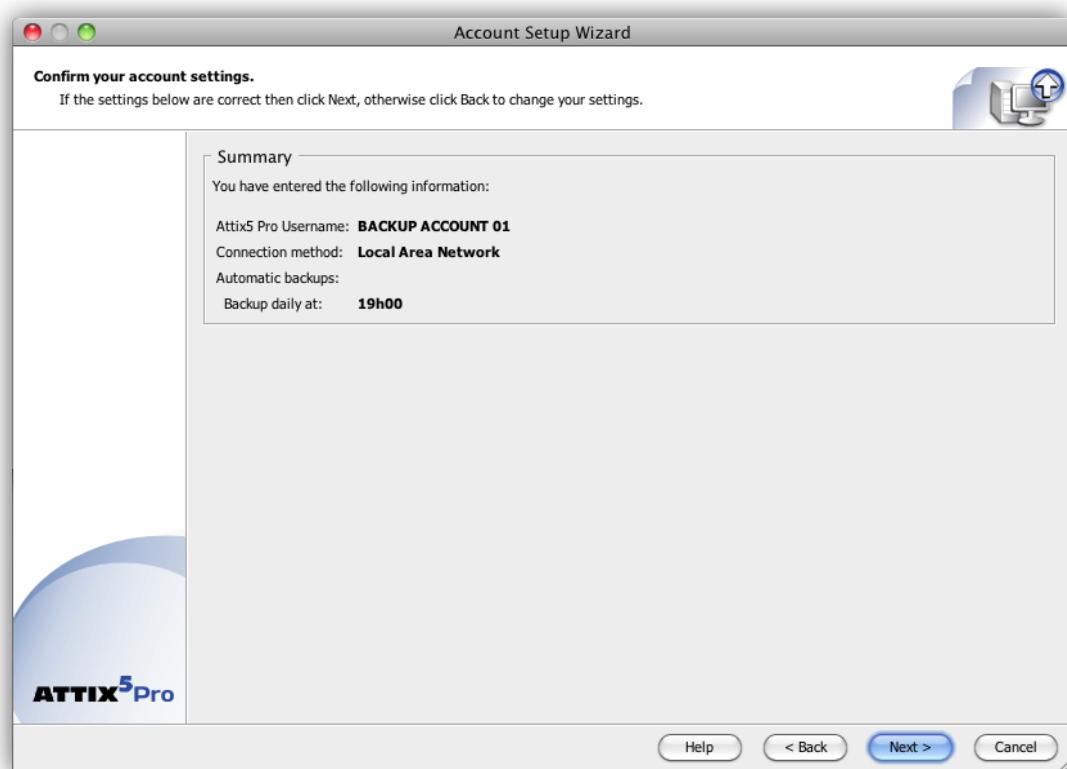 Account Setup Wizard
Confirm your account settings.
If the settings below are correct then click Next, otherwise click Back to change your settings.
Summary
You have entered the following information:
Attix5 Pro Username: BACKUP ACCOUNT 01
Connection method: Local Area Network
Automatic backups:
Backup daily at: 19h00
ATTIX5Pro
Help < Back Next > Cancel